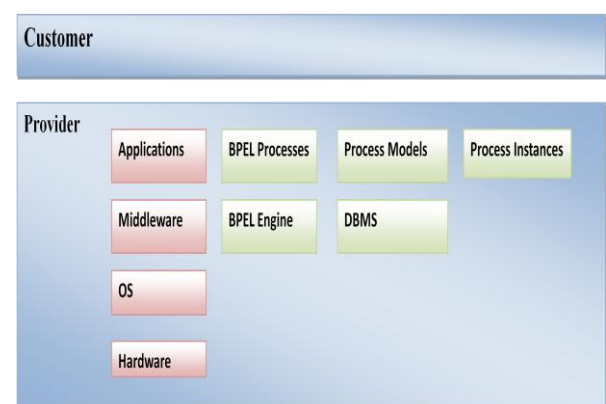 Customer
Provider
Applications BPEL Processes Process Models Process Instances
Middleware BPEL Engine DBMS
OS
Hardware